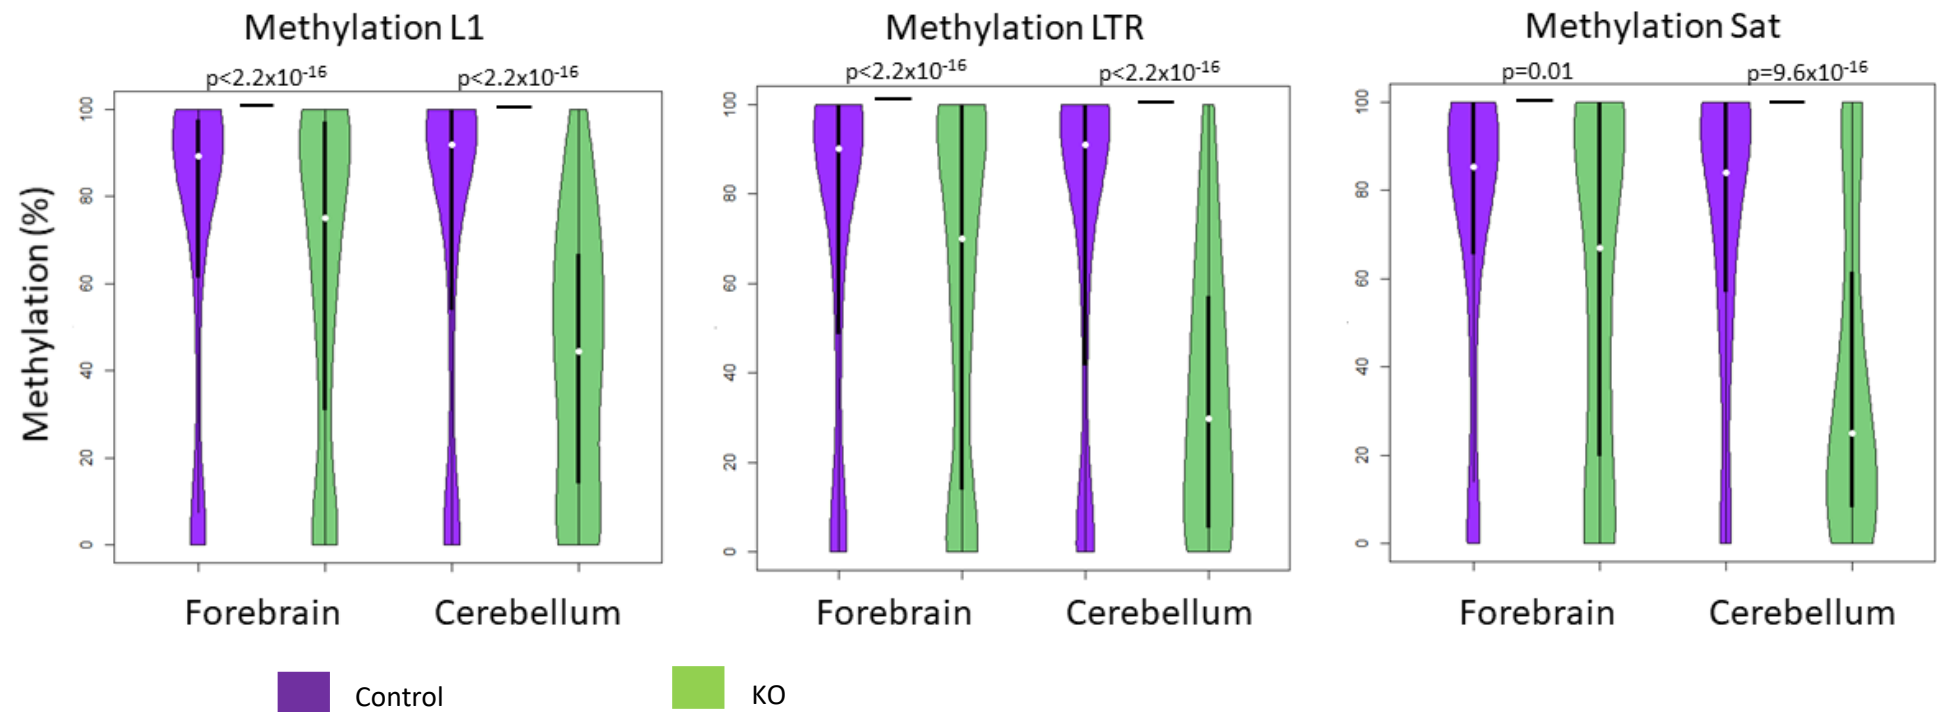 Methylation L1
Methylation LTR
Methylation Sat
p<2.2x10-16
p<2.2x10-16
p<2.2x10-16
p<2.2x10-16
p=0.01
p=9.6x10-16
Methylation (%)
100
80
60
40
20
0
100
80
60
40
20
0
100
80
60
40
20
0
Forebrain
Cerebellum
Forebrain
Cerebellum
Forebrain
Cerebellum
Control
KO